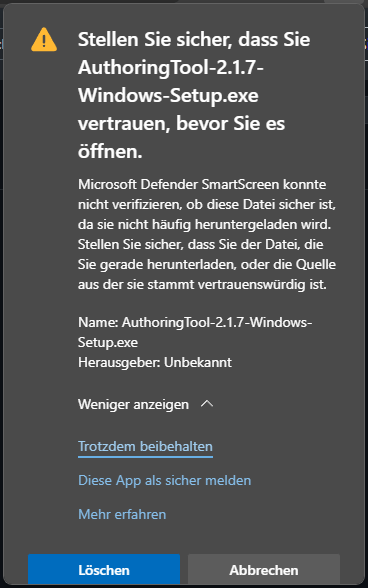 Stellen Sie sicher, dass Sie
AuthoringTool-2.1.7-
Windows-Setup.exe
vertrauen, bevor Sie es
öffnen.
Microsoft Defender SmartScreen konnte
nicht verifizieren, ob diese Datei sicher ist,
da sie nicht häufig heruntergeladen wird.
Stellen Sie sicher, dass Sie der Datei, die
Sie gerade herunterladen, oder die Quelle
aus der sie stammt vertrauenswürdig ist.
Name: AuthoringTool-2.1.7-Windows-
Setup.exe
Herausgeber: Unbekannt
Weniger anzeigen
Trotzdem beibehalten
Diese App als sicher melden
Mehr erfahren
Löschen
Abbrechen